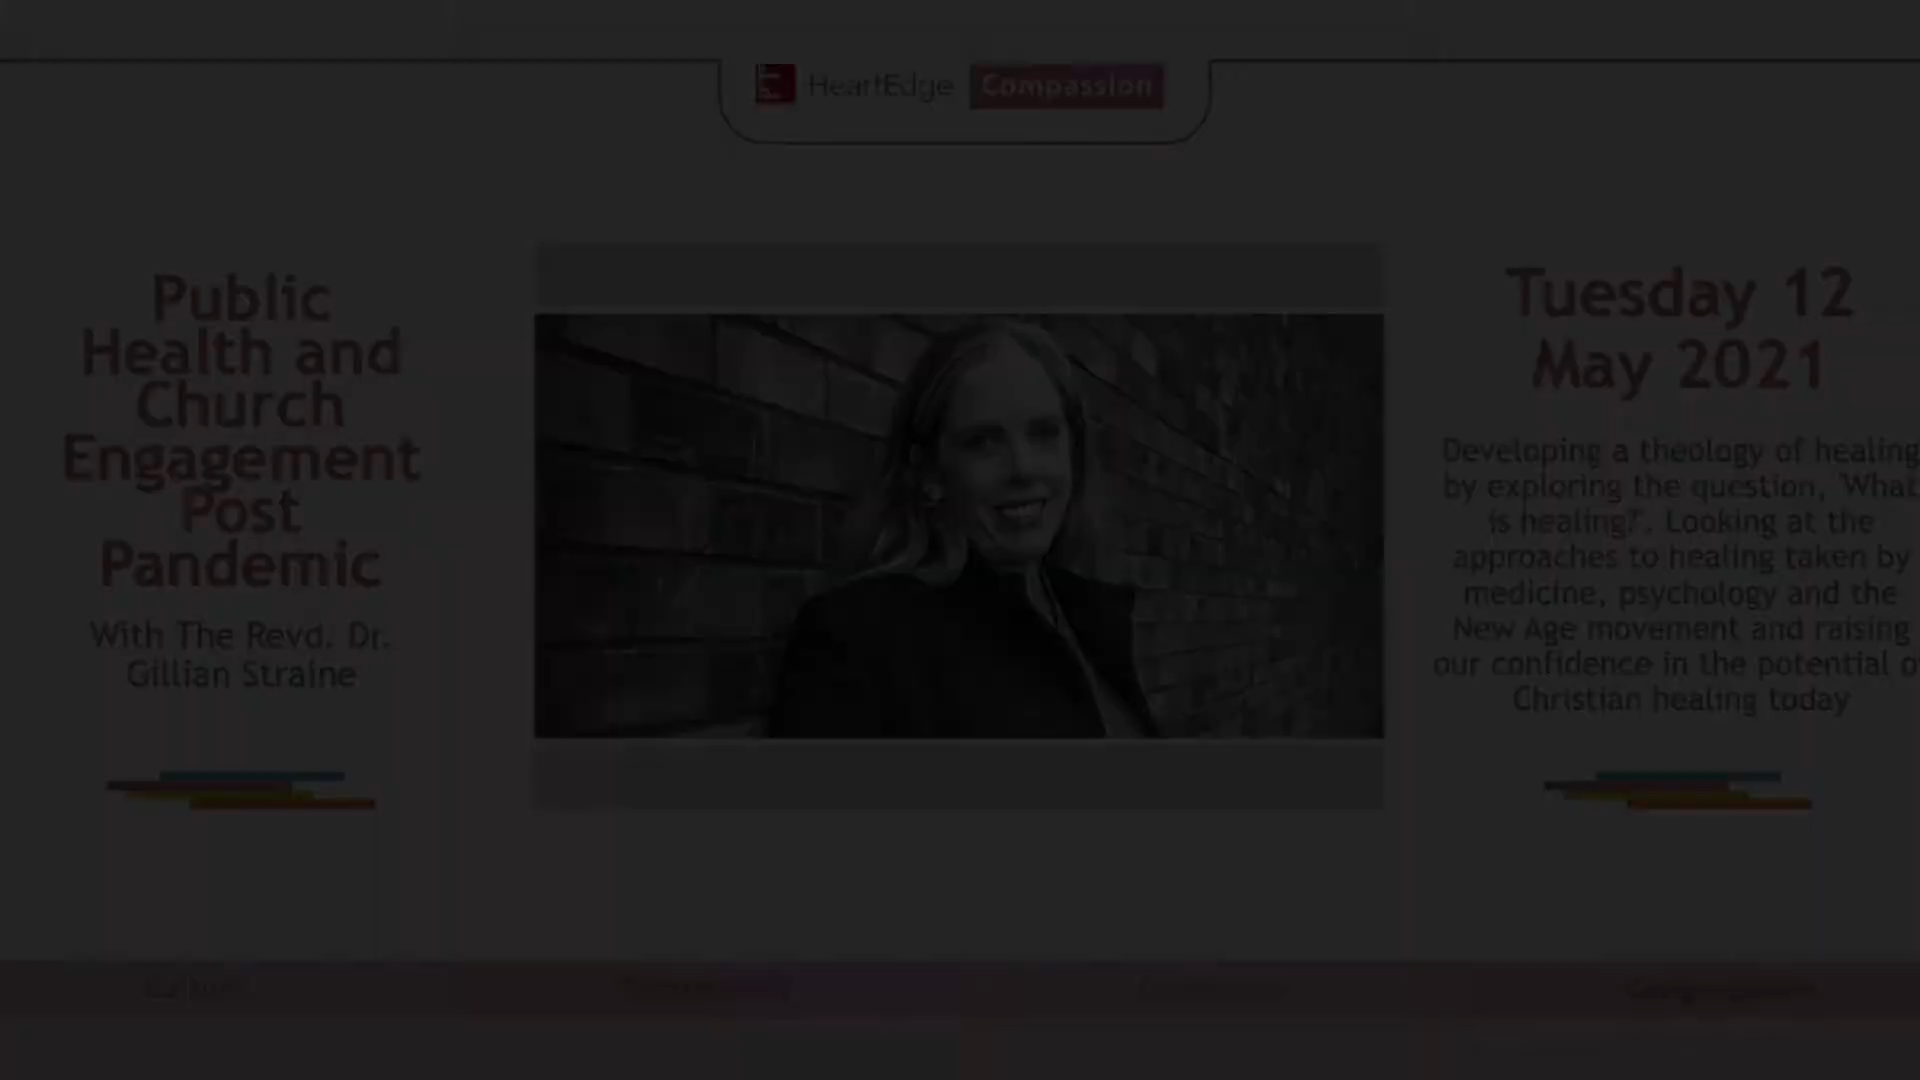 HeartEdge Compassion
Public
Health and
Church
Engagement
Post
Pandemic
With The Revd. Dr.
Gillian Straine
Tuesday 12
May 2021
Developing a theology of healing
by exploring the question, 'What
is healing?'. Looking at the
approaches to healing taken by
medicine, psychology and the
New Age movement and raising
our confidence in the potential
Christian healing today